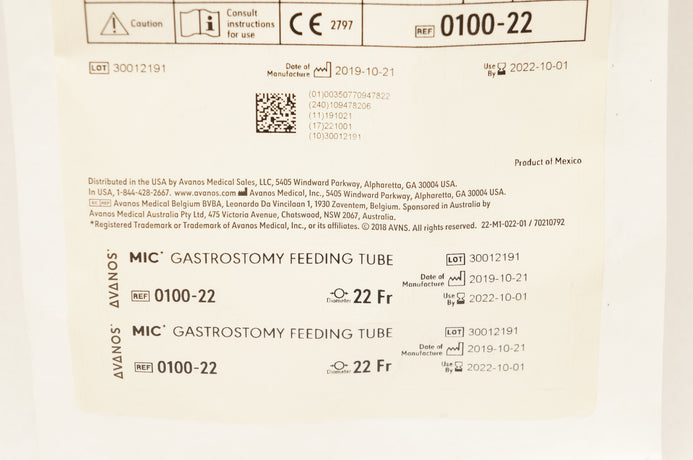 Caution
Consult instructions for use
CE 2797
REF 0100-22
LOT 30012191
Date of Manufacture 2019-10-21
Use By 2022-10-01
(01)00350770947822
(240)109478206
(11)191021
(17)221001
(10)30012191
Product of Mexico
Distributed in the USA by Avanos Medical Sales, LLC, 5405 Windward Parkway, Alpharetta, GA 30004 USA.
In USA, 1-844-428-2667. www.avanos.com Avanos Medical, Inc., 5405 Windward Parkway, Alpharetta, GA 30004 USA.
EC REP Avanos Medical Belgium BVBA, Leonardo Da Vincilaan 1, 1930 Zaventem, Belgium. Sponsored in Australia by
Avanos Medical Australia Pty Ltd, 475 Victoria Avenue, Chatswood, NSW 2067, Australia.
*Registered Trademark or Trademark of Avanos Medical, Inc., or its affiliates. © 2018 AVNS. All rights reserved. 22-M1-022-01 / 70210792
AVANOS*
MIC* GASTROSTOMY FEEDING TUBE
LOT 30012191
Date of Manufacture 2019-10-21
REF 0100-22
Diameter 22 Fr
Use By 2022-10-01
AVANOS*
MIC* GASTROSTOMY FEEDING TUBE
LOT 30012191
Date of Manufacture 2019-10-21
REF 0100-22
Diameter 22 Fr
Use By 2022-10-01